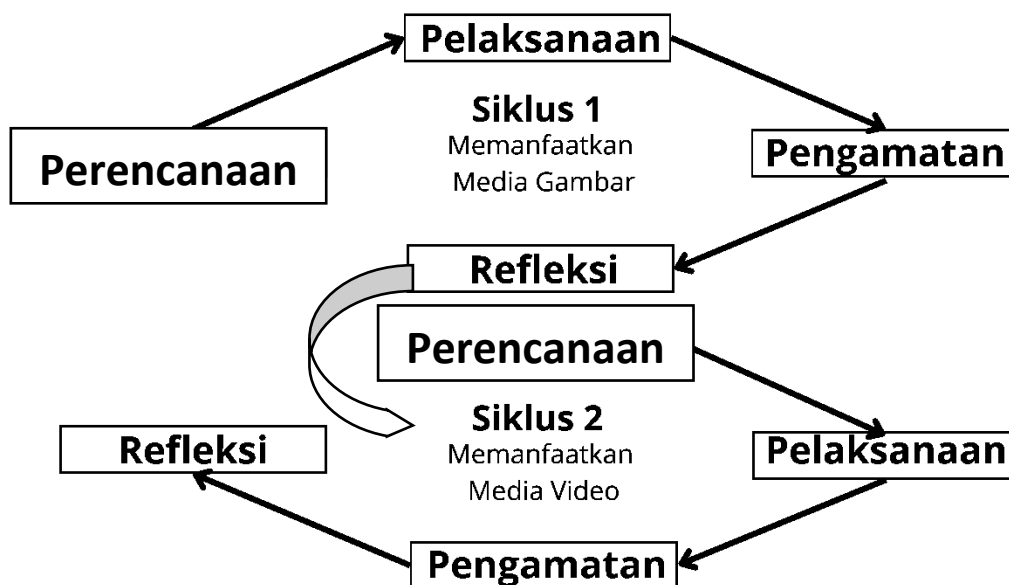 Pelaksanaan
Siklus 1
Memanfaatkan
Media Gambar
Perencanaan
Pengamatan
Refleksi
Perencanaan
Siklus 2
Memanfaatkan
Media Video
Pelaksanaan
Pengamatan
Refleksi